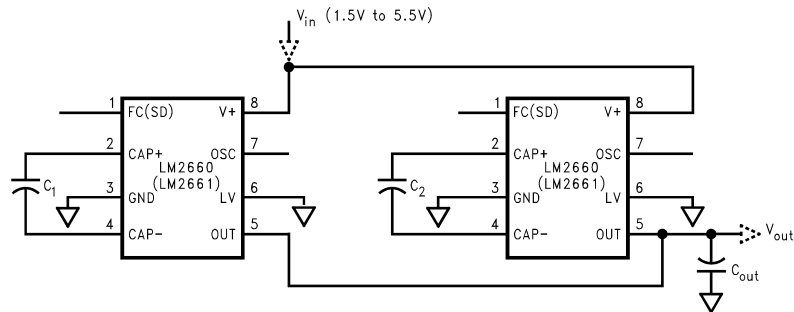 Vin (1.5V to 5.5V)
1 FC(SD) V+ 8
2 CAP+ OSC 7
LM2660
(LM2661)
3 GND LV 6
4 CAP- OUT 5
C1
1 FC(SD) V+ 8
2 CAP+ OSC 7
LM2660
(LM2661)
3 GND LV 6
4 CAP- OUT 5
C2
Vout
Cout